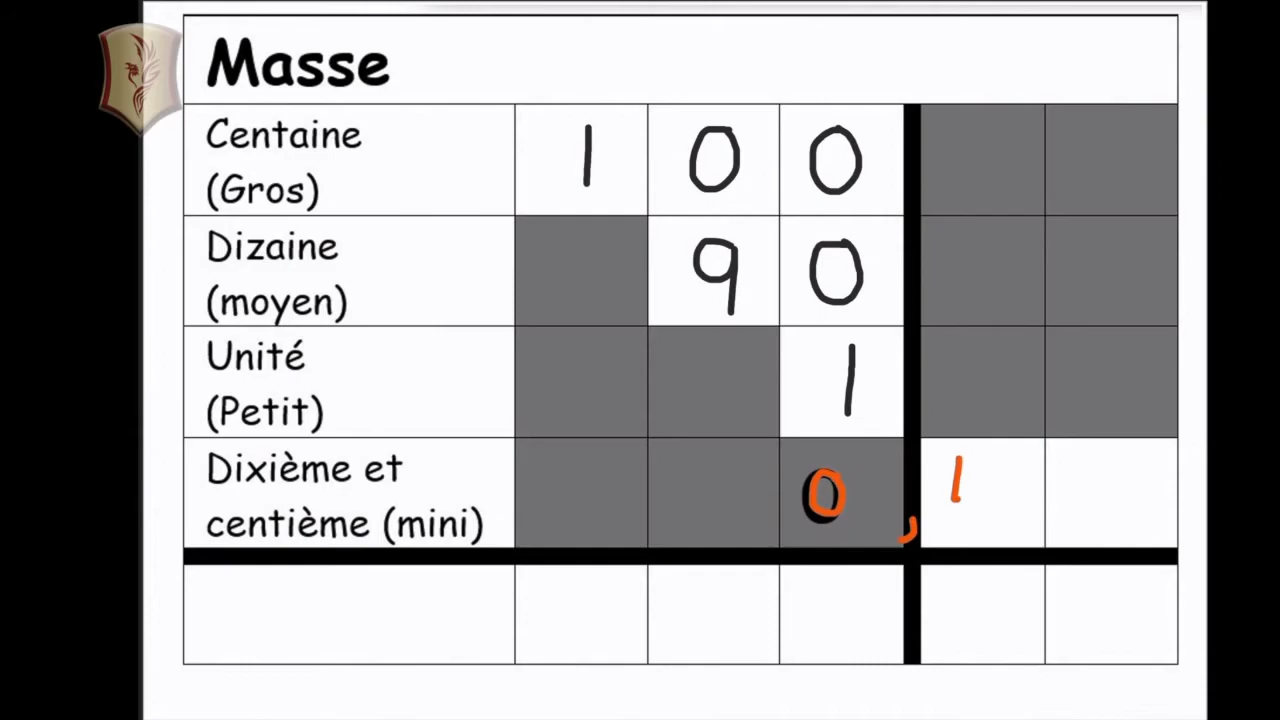 Masse
Centaine
(Gros)
1 0 0
Dizaine
(moyen)
9 0
Unité
(Petit)
1
Dixième et
centième (mini)
0 , 1